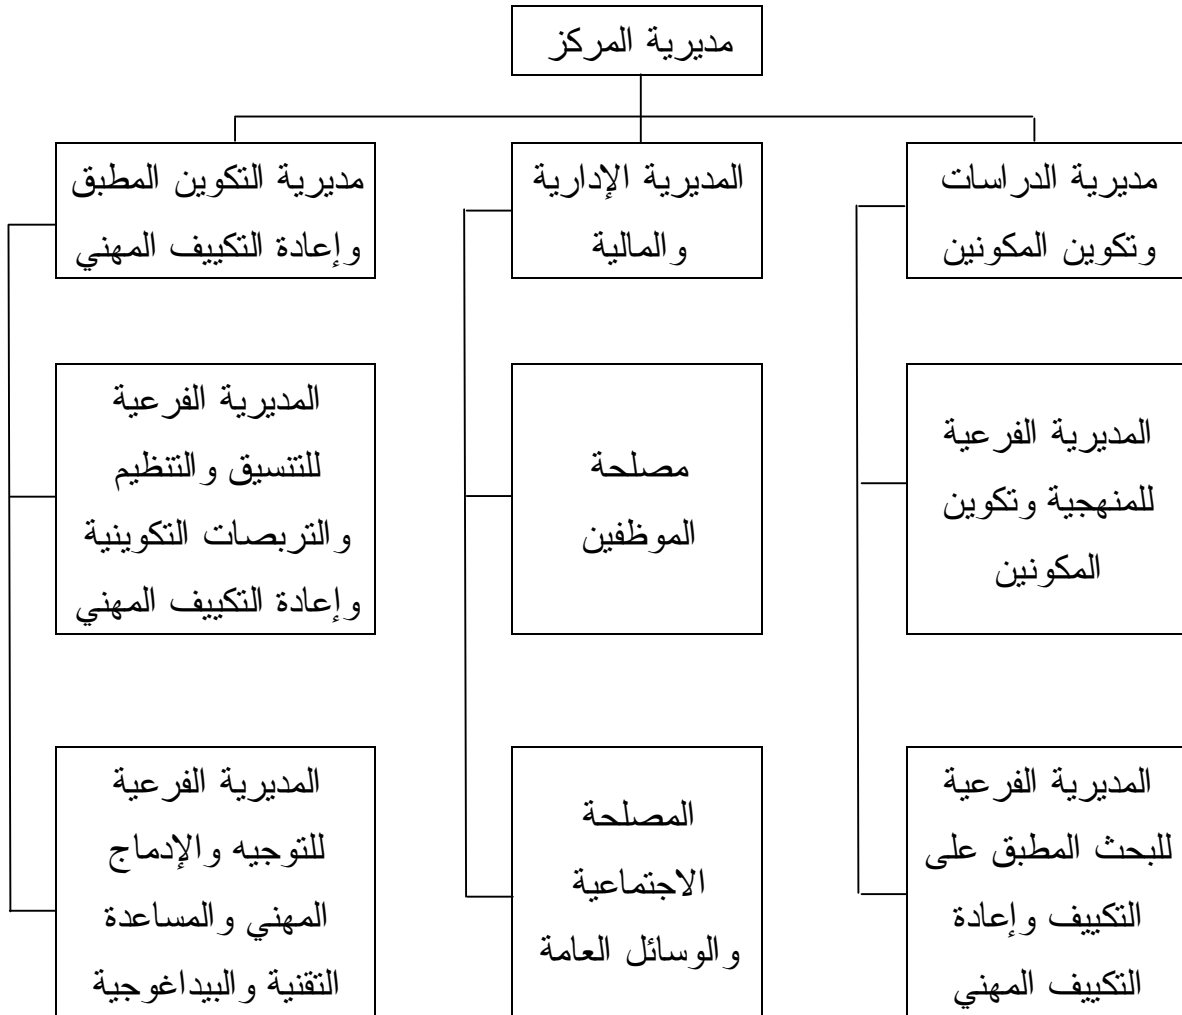 مديرية المركز
مديرية الدراسات
وتكوين المكونين
المديرية الإدارية
والمالية
مديرية التكوين المطبق
وإعادة التكييف المهني
المديرية الفرعية
للمنهجية وتكوين
المكونين
مصلحة
الموظفين
المديرية الفرعية
للتنسيق والتنظيم
والتربصات التكوينية
وإعادة التكييف المهني
المديرية الفرعية
للبحث المطبق على
التكييف وإعادة
التكييف المهني
المصلحة
الاجتماعية
والوسائل العامة
المديرية الفرعية
للتوجيه والإدماج
المهني والمساعدة
التقنية والبيداغوجية